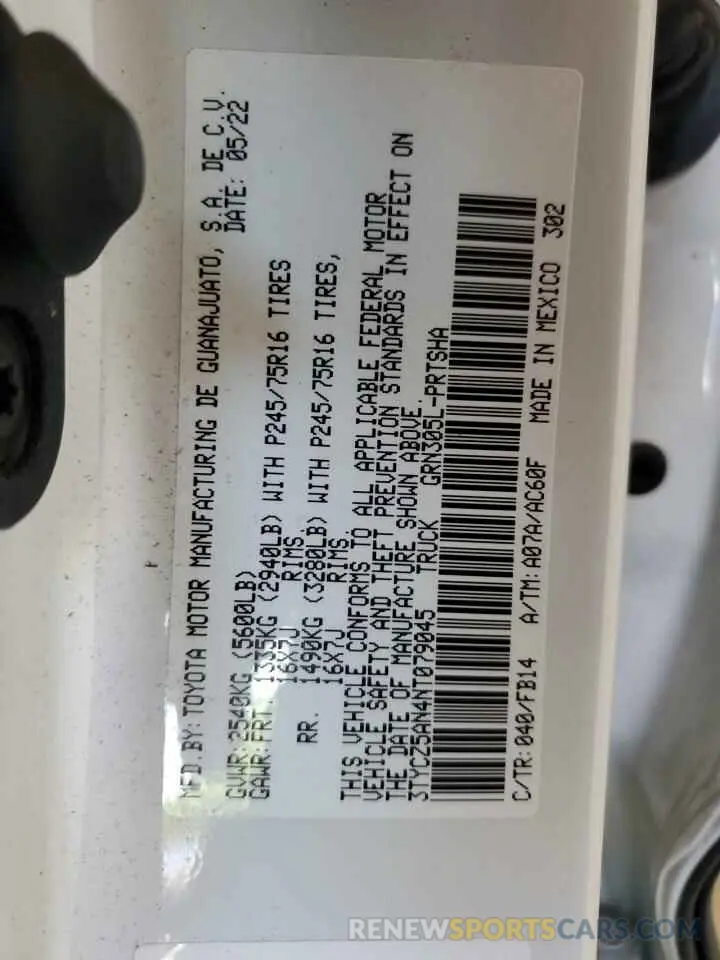 MFD.BY:TOYOTA MOTOR MANUFACTURING DE GUANAJUATO, S.A. DE C.V.
DATE: 05/22
GVWR:2540KG (5600LB)
GAWR:FRT. 1335KG (2940LB) WITH P245/75R16 TIRES
16X7J RIMS.
RR. 1490KG (3280LB) WITH P245/75R16 TIRES,
16X7J RIMS.
THIS VEHICLE CONFORMS TO ALL APPLICABLE FEDERAL MOTOR
VEHICLE SAFETY AND THEFT PREVENTION STANDARDS IN EFFECT ON
THE DATE OF MANUFACTURE SHOWN ABOVE.
3TYCZ5AN4NT079045 TRUCK GRN305L-PRTSHA
C/TR:040/FB14 A/TM:A07A/AC60F MADE IN MEXICO 302
RENEWSPORTSCARS.COM